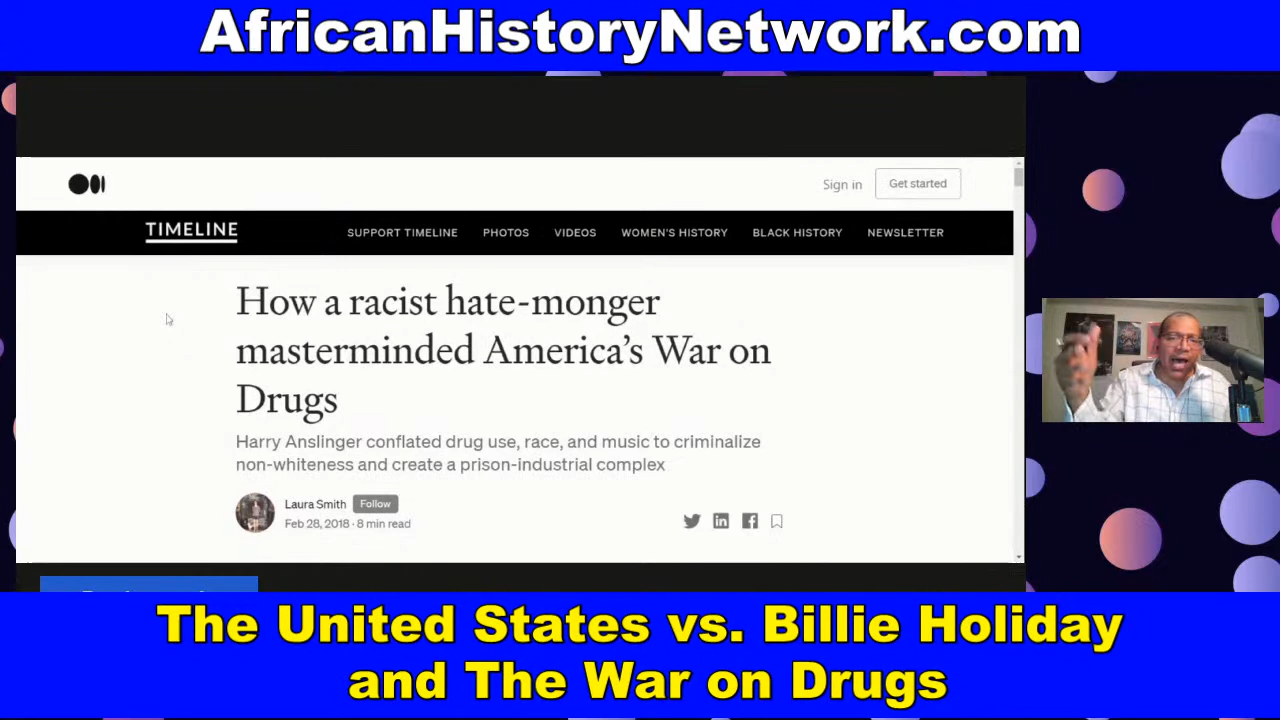 AfricanHistoryNetwork.com
Sign in
Get started
TIMELINE
SUPPORT TIMELINE PHOTOS VIDEOS WOMEN'S HISTORY BLACK HISTORY NEWSLETTER
How a racist hate-monger
masterminded America's War on
Drugs
Harry Anslinger conflated drug use, race, and music to criminalize
non-whiteness and create a prison-industrial complex
Laura Smith Follow
Feb 28, 2018 · 8 min read
The United States vs. Billie Holiday
and The War on Drugs